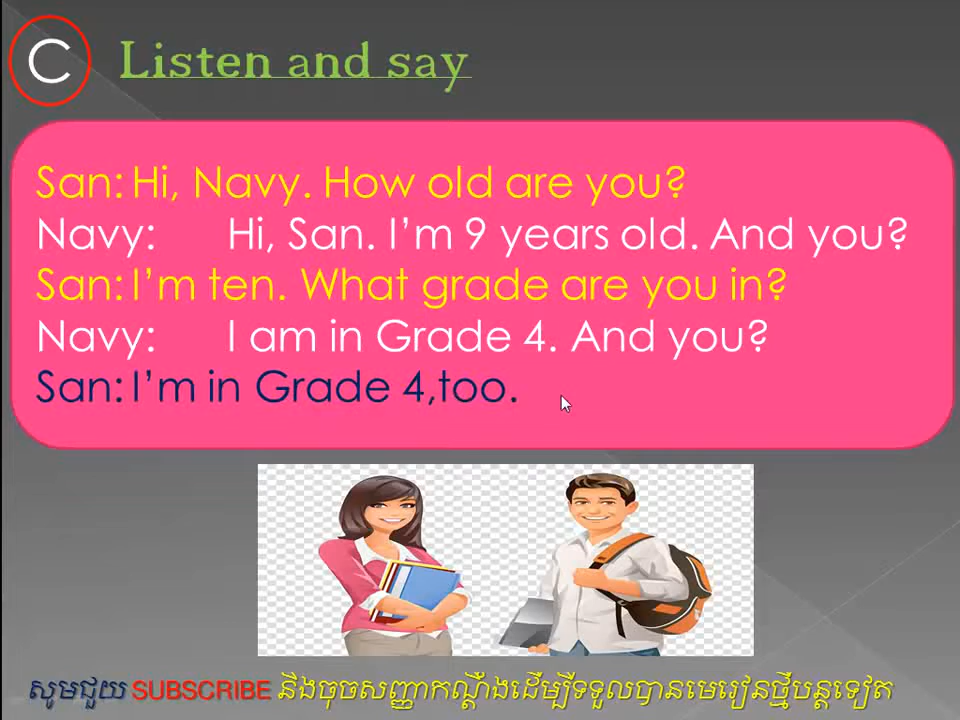 C Listen and say
San: Hi, Navy. How old are you?
Navy: Hi, San. I'm 9 years old. And you?
San: I'm ten. What grade are you in?
Navy: I am in Grade 4. And you?
San: I'm in Grade 4,too.
សូមជួយ SUBSCRIBE និងចុចសញ្ញាកណ្ដឹងដើម្បីទទួលបានមេរៀនថ្មីបន្តទៀត